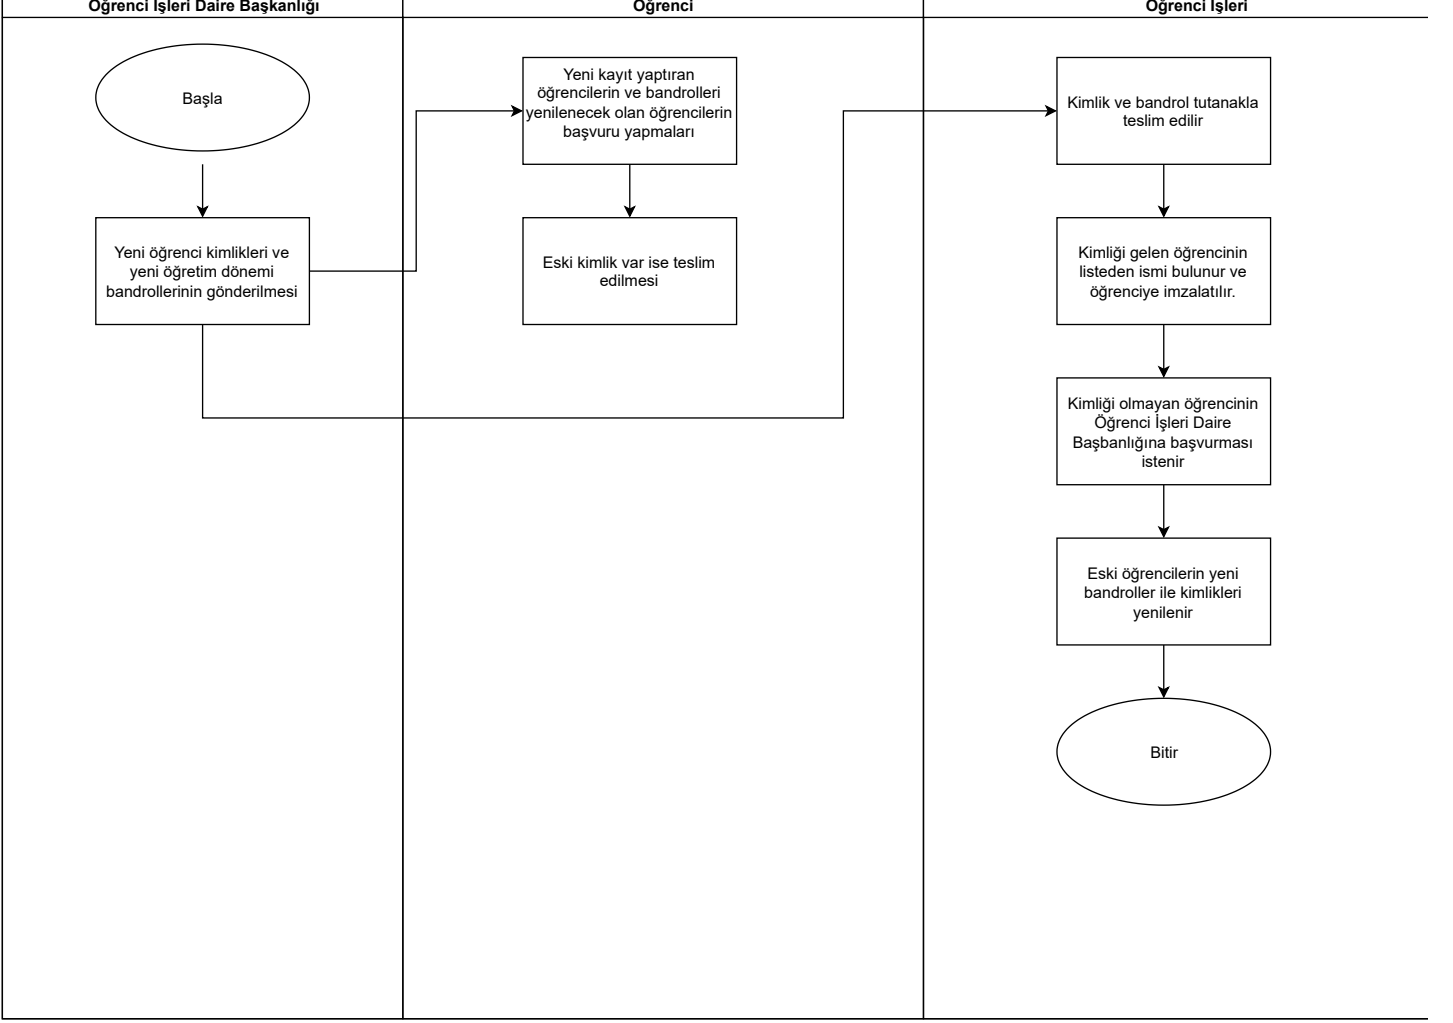 Öğrenci İşleri Daire Başkanlığı
Öğrenci
Öğrenci İşleri
Başla
Yeni öğrenci kimlikleri ve
yeni öğretim dönemi
bandrollerinin gönderilmesi
Yeni kayıt yaptıran
öğrencilerin ve bandrolleri
yenilenecek olan öğrencilerin
başvuru yapmaları
Eski kimlik var ise teslim
edilmesi
Kimlik ve bandrol tutanakla
teslim edilir
Kimliği gelen öğrencinin
listeden ismi bulunur ve
öğrenciye imzalatılır.
Kimliği olmayan öğrencinin
Öğrenci İşleri Daire
Başbanlığına başvurması
istenir
Eski öğrencilerin yeni
bandroller ile kimlikleri
yenilenir
Bitir